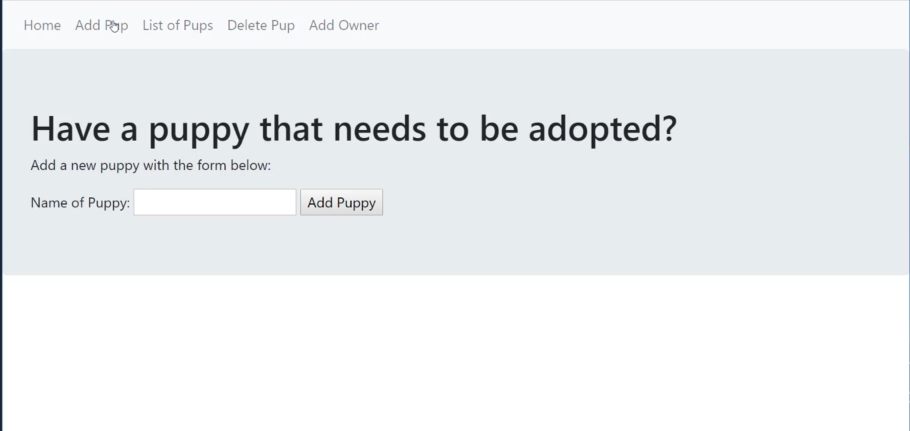 Home Add Pup List of Pups Delete Pup Add Owner
Have a puppy that needs to be adopted?
Add a new puppy with the form below:
Name of Puppy: Add Puppy